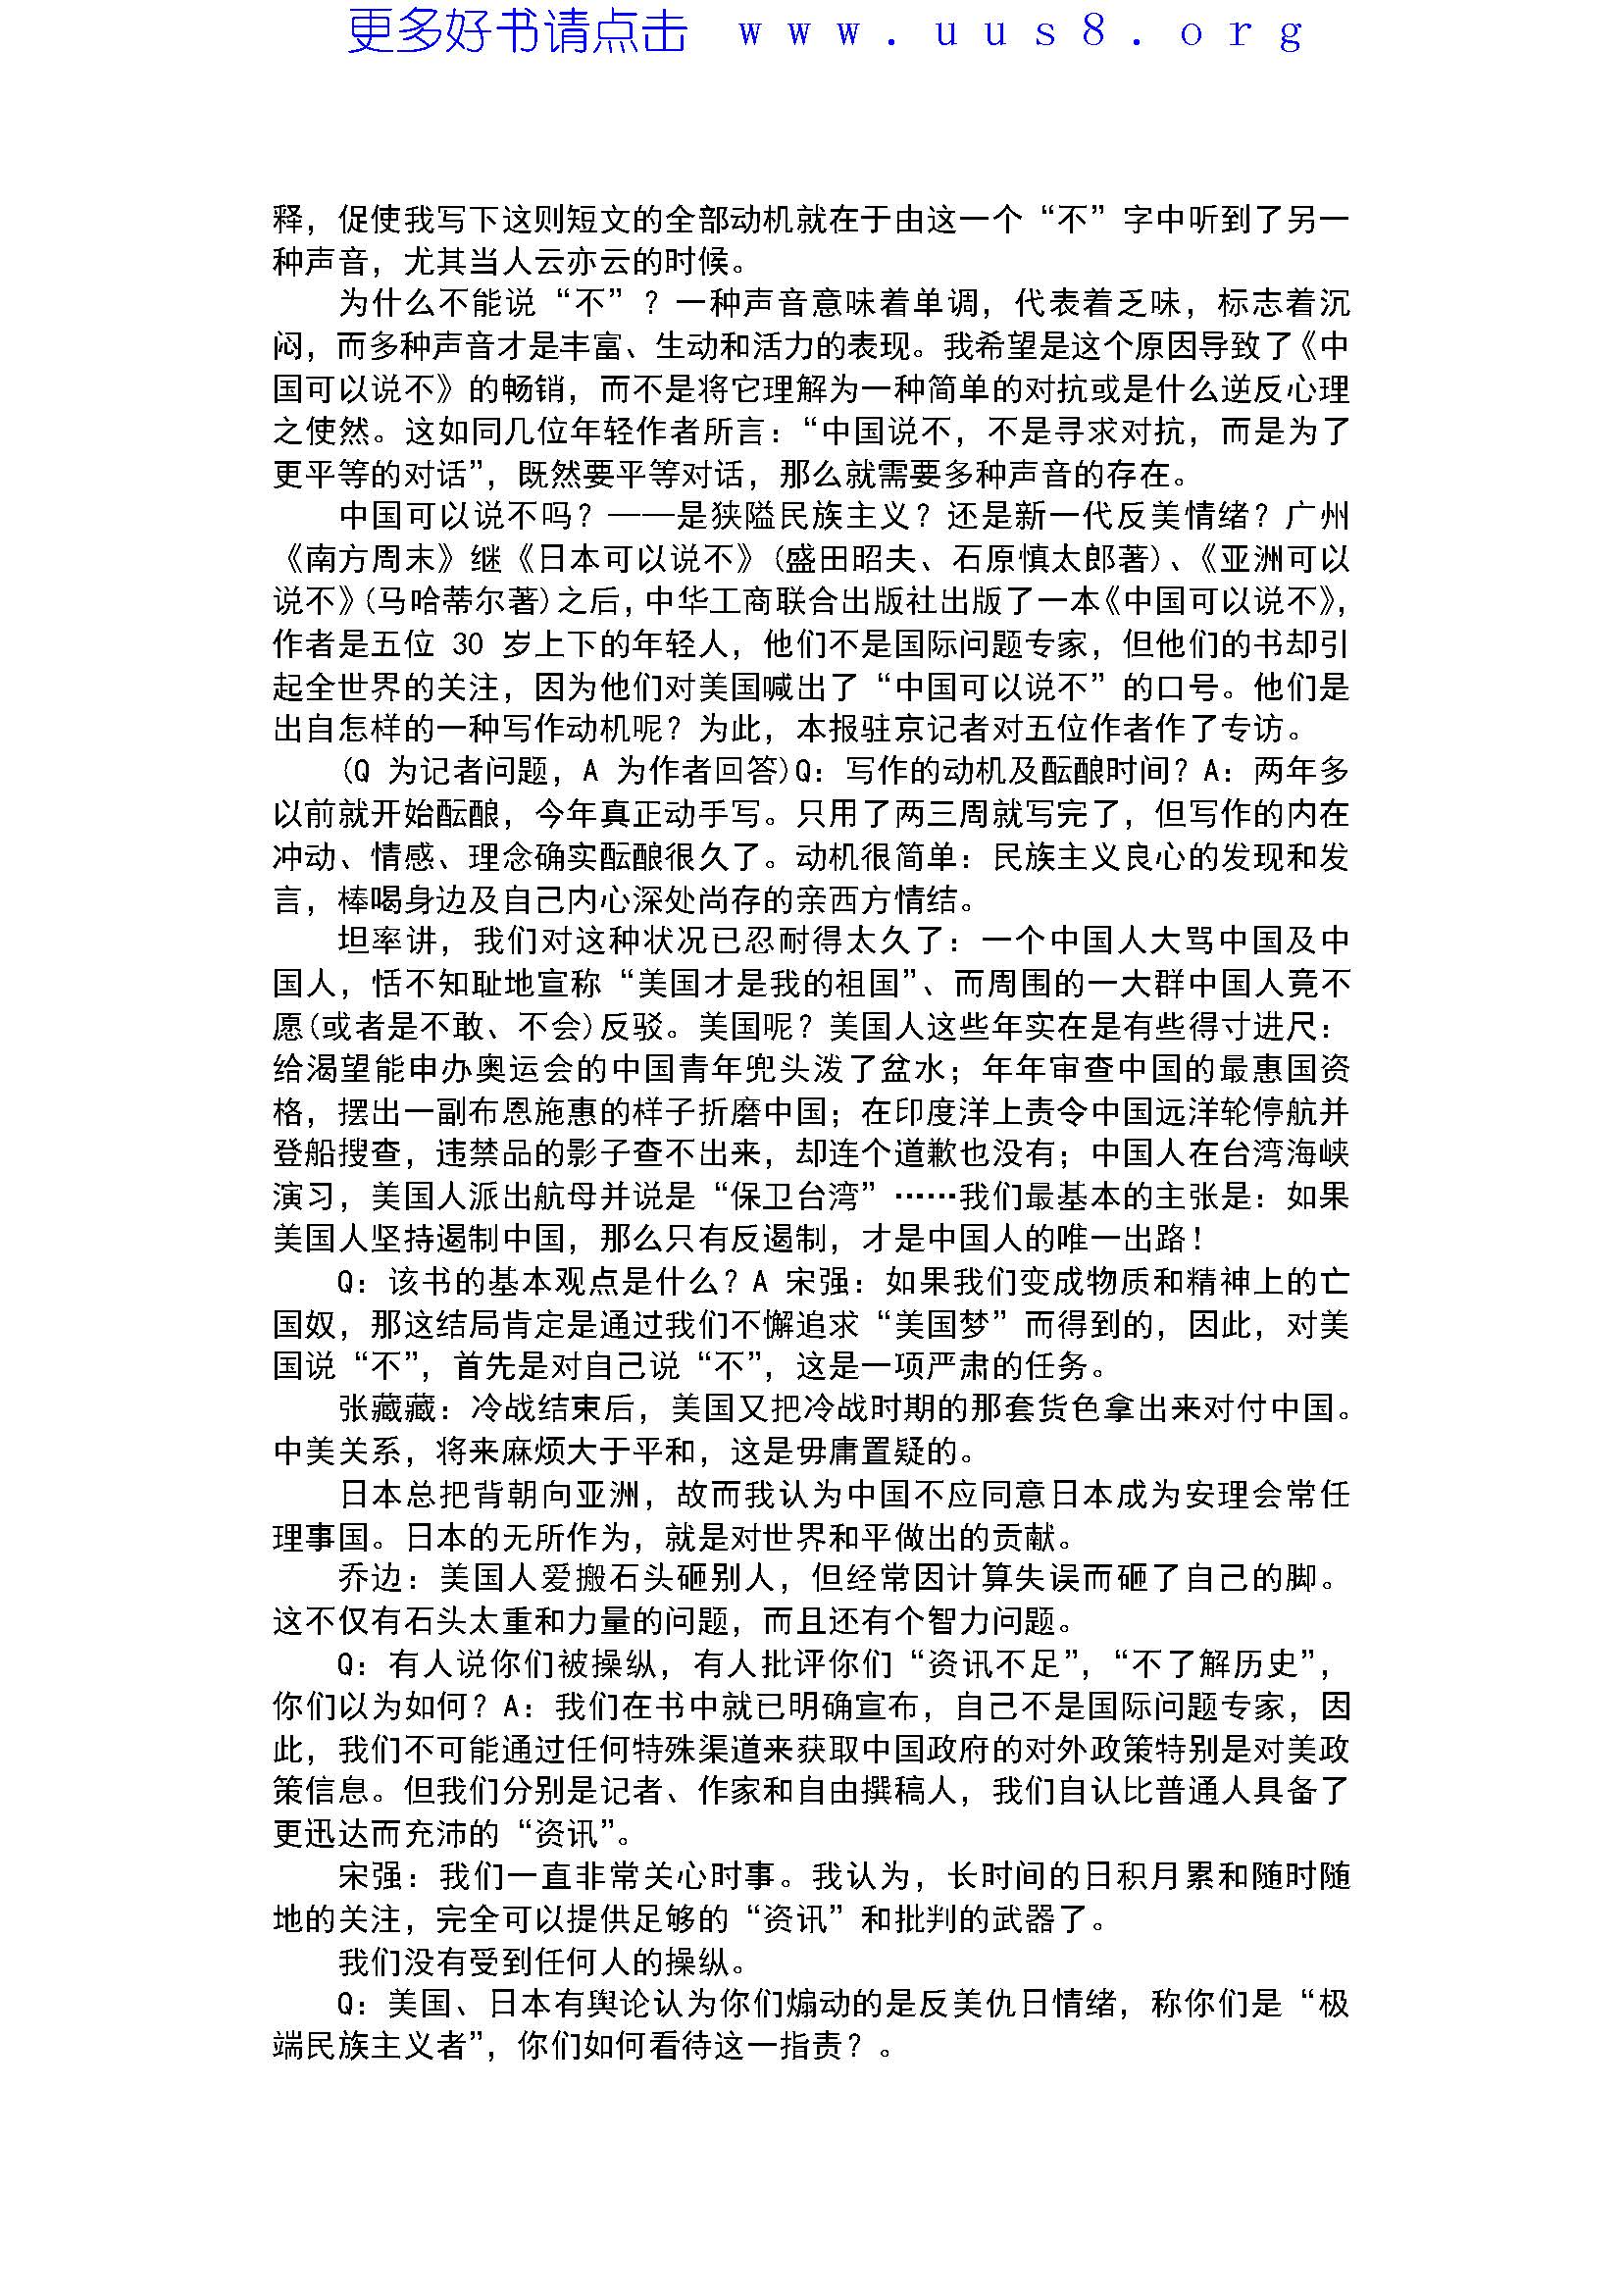 更多好书请点击 www.uus8.org
释，促使我写下这则短文的全部动机就在于由这一个“不”字中听到了另一
种声音，尤其当人云亦云的时候。
为什么不能说“不”？一种声音意味着单调，代表着乏味，标志着沉
闷，而多种声音才是丰富、生动和活力的表现。我希望是这个原因导致了《中
国可以说不》的畅销，而不是将它理解为一种简单的对抗或是什么逆反心理
之使然。这如同几位年轻作者所言：“中国说不，不是寻求对抗，而是为了
更平等的对话”，既然要平等对话，那么就需要多种声音的存在。
中国可以说不吗？——是狭隘民族主义？还是新一代反美情绪？广州
《南方周末》继《日本可以说不》(盛田昭夫、石原慎太郎著)、《亚洲可以
说不》(马哈蒂尔著)之后，中华工商联合出版社出版了一本《中国可以说不》，
作者是五位 30 岁上下的年轻人，他们不是国际问题专家，但他们的书却引
起全世界的关注，因为他们对美国喊出了“中国可以说不”的口号。他们是
出自怎样的一种写作动机呢？为此，本报驻京记者对五位作者作了专访。
(Q 为记者问题，A 为作者回答)Q：写作的动机及酝酿时间？A：两年多
以前就开始酝酿，今年真正动手写。只用了两三周就写完了，但写作的内在
冲动、情感、理念确实酝酿很久了。动机很简单：民族主义良心的发现和发
言，棒喝身边及自己内心深处尚存的亲西方情结。
坦率讲，我们对这种状况已忍耐得太久了：一个中国人大骂中国及中
国人，恬不知耻地宣称“美国才是我的祖国”、而周围的一大群中国人竟不
愿(或者是不敢、不会)反驳。美国呢？美国人这些年实在是有些得寸进尺：
给渴望能申办奥运会的中国青年兜头泼了盆水；年年审查中国的最惠国资
格，摆出一副布恩施惠的样子折磨中国；在印度洋上责令中国远洋轮停航并
登船搜查，违禁品的影子查不出来，却连个道歉也没有；中国人在台湾海峡
演习，美国人派出航母并说是“保卫台湾”……我们最基本的主张是：如果
美国人坚持遏制中国，那么只有反遏制，才是中国人的唯一出路！
Q：该书的基本观点是什么？A 宋强：如果我们变成物质和精神上的亡
国奴，那这结局肯定是通过我们不懈追求“美国梦”而得到的，因此，对美
国说“不”，首先是对自己说“不”，这是一项严肃的任务。
张藏藏：冷战结束后，美国又把冷战时期的那套货色拿出来对付中国。
中美关系，将来麻烦大于平和，这是毋庸置疑的。
日本总把背朝向亚洲，故而我认为中国不应同意日本成为安理会常任
理事国。日本的无所作为，就是对世界和平做出的贡献。
乔边：美国人爱搬石头砸别人，但经常因计算失误而砸了自己的脚。
这不仅有石头太重和力量的问题，而且还有个智力问题。
Q：有人说你们被操纵，有人批评你们“资讯不足”，“不了解历史”，
你们以为如何？A：我们在书中就已明确宣布，自己不是国际问题专家，因
此，我们不可能通过任何特殊渠道来获取中国政府的对外政策特别是对美政
策信息。但我们分别是记者、作家和自由撰稿人，我们自认比普通人具备了
更迅达而充沛的“资讯”。
宋强：我们一直非常关心时事。我认为，长时间的日积月累和随时随
地的关注，完全可以提供足够的“资讯”和批判的武器了。
我们没有受到任何人的操纵。
Q：美国、日本有舆论认为你们煽动的是反美仇日情绪，称你们是“极
端民族主义者”，你们如何看待这一指责？。